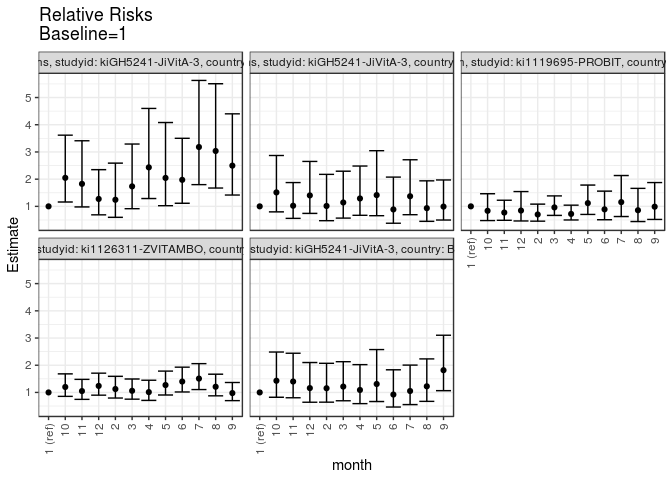 Relative Risks
Baseline=1
ns, studyid: kiGH5241-JiVitA-3, country
ns, studyid: kiGH5241-JiVitA-3, country
n, studyid: ki1119695-PROBIT, country
5
4
3
2
1
1 (ref) 10 11 12 2 3 4 5 6 7 8 9
studyid: ki1126311-ZVITAMBO, countr
studyid: kiGH5241-JiVitA-3, country: B
5
4
3
2
1
1 (ref) 10 11 12 2 3 4 5 6 7 8 9
1 (ref) 10 11 12 2 3 4 5 6 7 8 9
Estimate
month